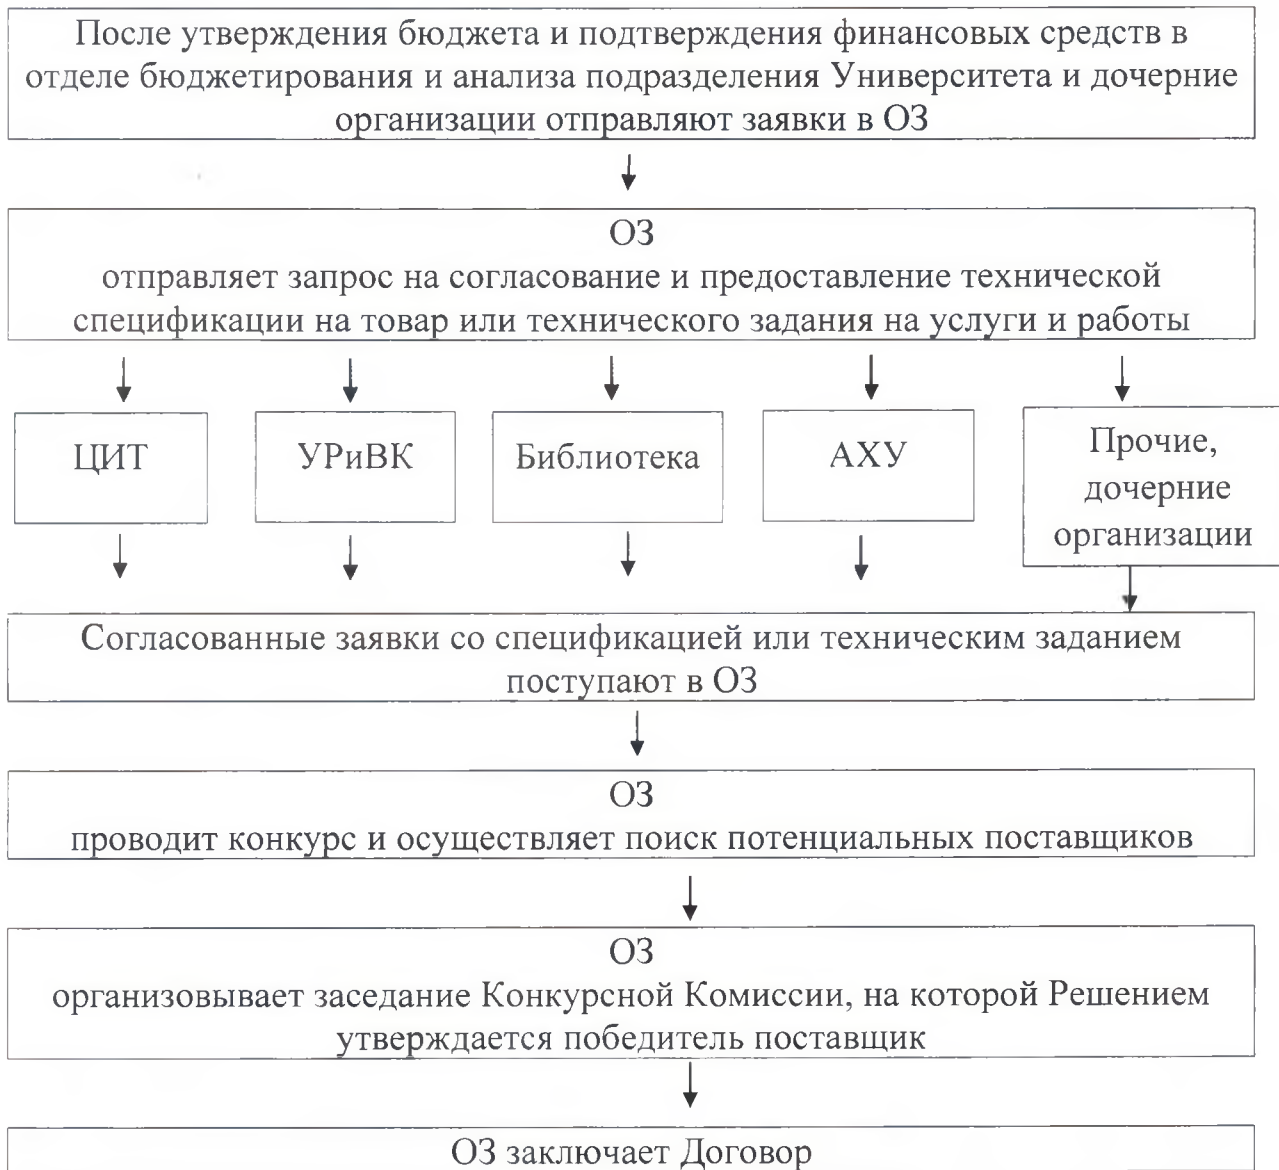 После утверждения бюджета и подтверждения финансовых средств в
отделе бюджетирования и анализа подразделения Университета и дочерние
организации отправляют заявки в ОЗ
ОЗ
отправляет запрос на согласование и предоставление технической
спецификации на товар или технического задания на услуги и работы
ЦИТ
УРиВК
Библиотека
АХУ
Прочие,
дочерние
организации
Согласованные заявки со спецификацией или техническим заданием
поступают в ОЗ
ОЗ
проводит конкурс и осуществляет поиск потенциальных поставщиков
ОЗ
организовывает заседание Конкурсной Комиссии, на которой Решением
утверждается победитель поставщик
ОЗ заключает Договор